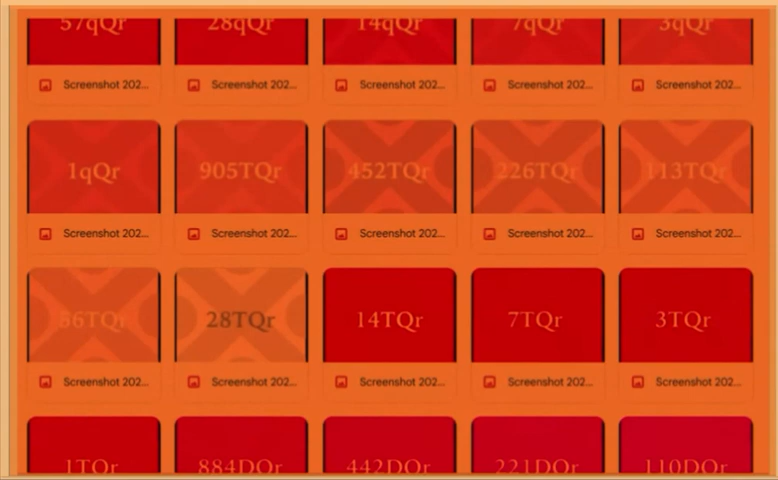 57qQr 28qQr 14qQr 7qQr 3qQr
Screenshot 202... Screenshot 202... Screenshot 202... Screenshot 202... Screenshot 202...
1qQr 905TQr 452TQr 226TQr 113TQr
Screenshot 202... Screenshot 202... Screenshot 202... Screenshot 202... Screenshot 202...
56TQr 28TQr 14TQr 7TQr 3TQr
Screenshot 202... Screenshot 202... Screenshot 202... Screenshot 202... Screenshot 202...
1TQr 884DQr 442DQr 221DQr 110DQr